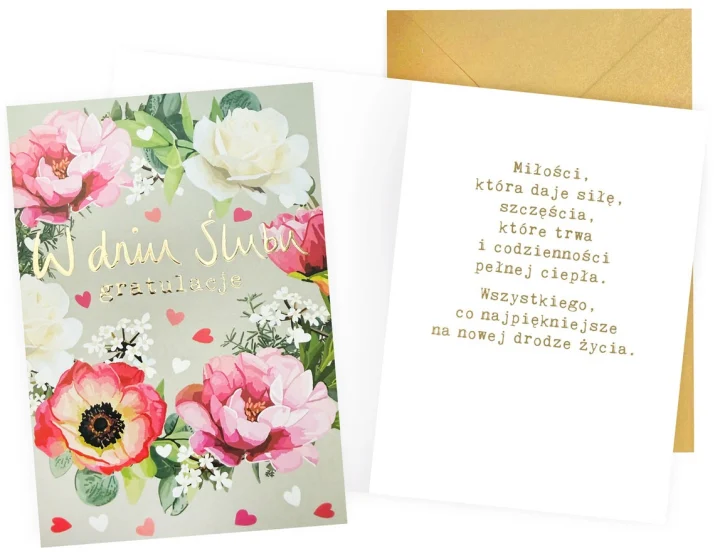 W dniu Ślubu
gratulacje
Miłości,
która daje siłę,
szczęścia,
które trwa
i codzienności
pełnej ciepła.
Wszystkiego,
co najpiękniejsze
na nowej drodze życia.